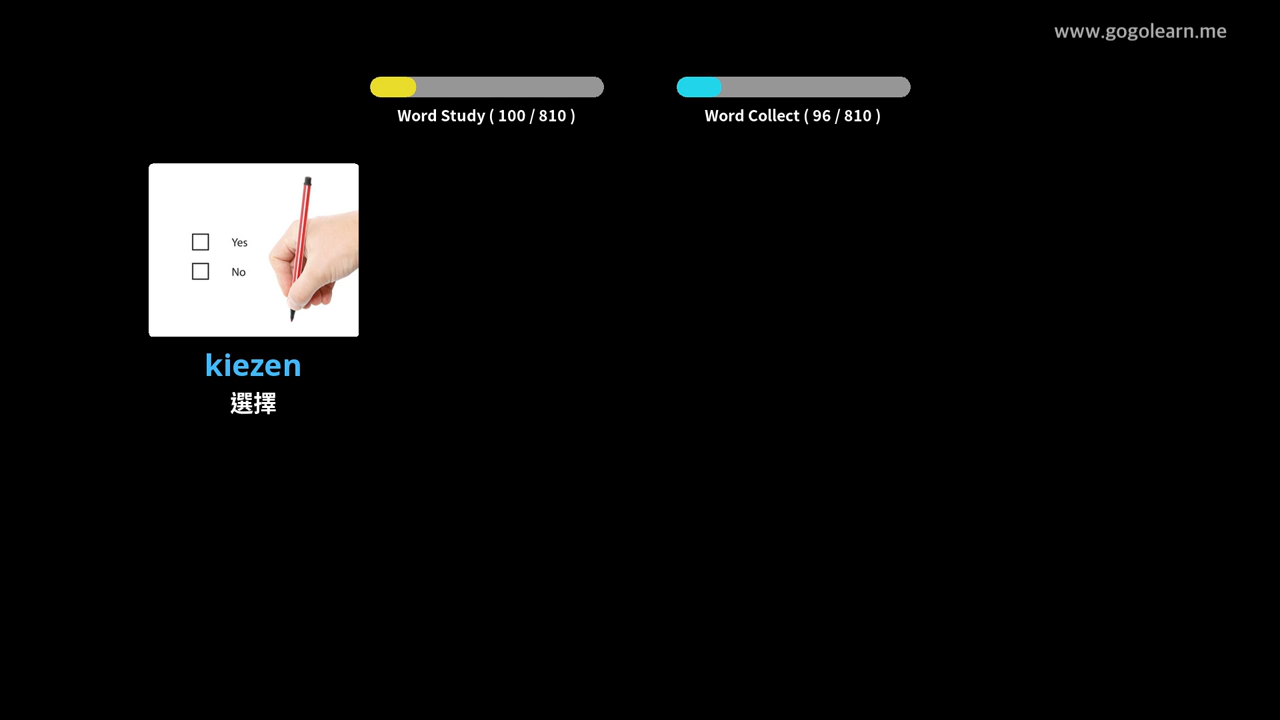 www.gogolearn.me
Word Study ( 100 / 810 )
Word Collect ( 96 / 810 )
Yes
No
kiezen
選擇